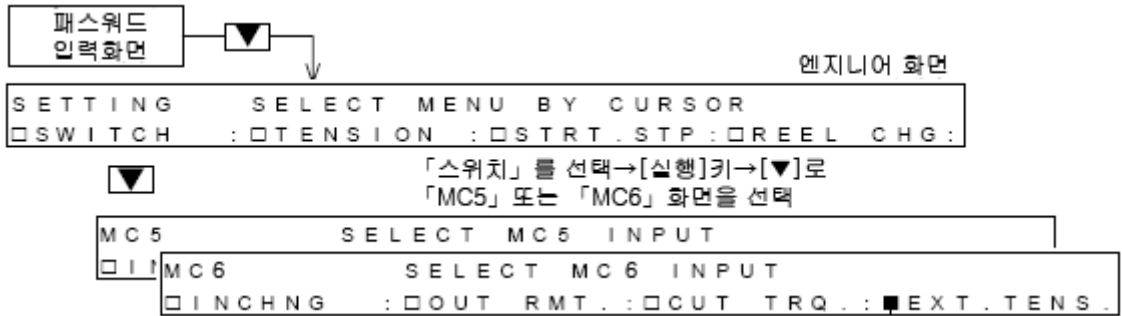 패스워드
입력화면
▼
엔지니어 화면
SETTING SELECT MENU BY CURSOR
□SWITCH :□TENSION :□STRT.STP:□REEL CHG:
▼
「스위치」를 선택→[실행]키→[▼]로
「MC5」또는 「MC6」화면을 선택
MC5 SELECT MC5 INPUT
□I
MC6 SELECT MC6 INPUT
□INCHNG :□OUT RMT.:□CUT TRQ.:■EXT.TENS.